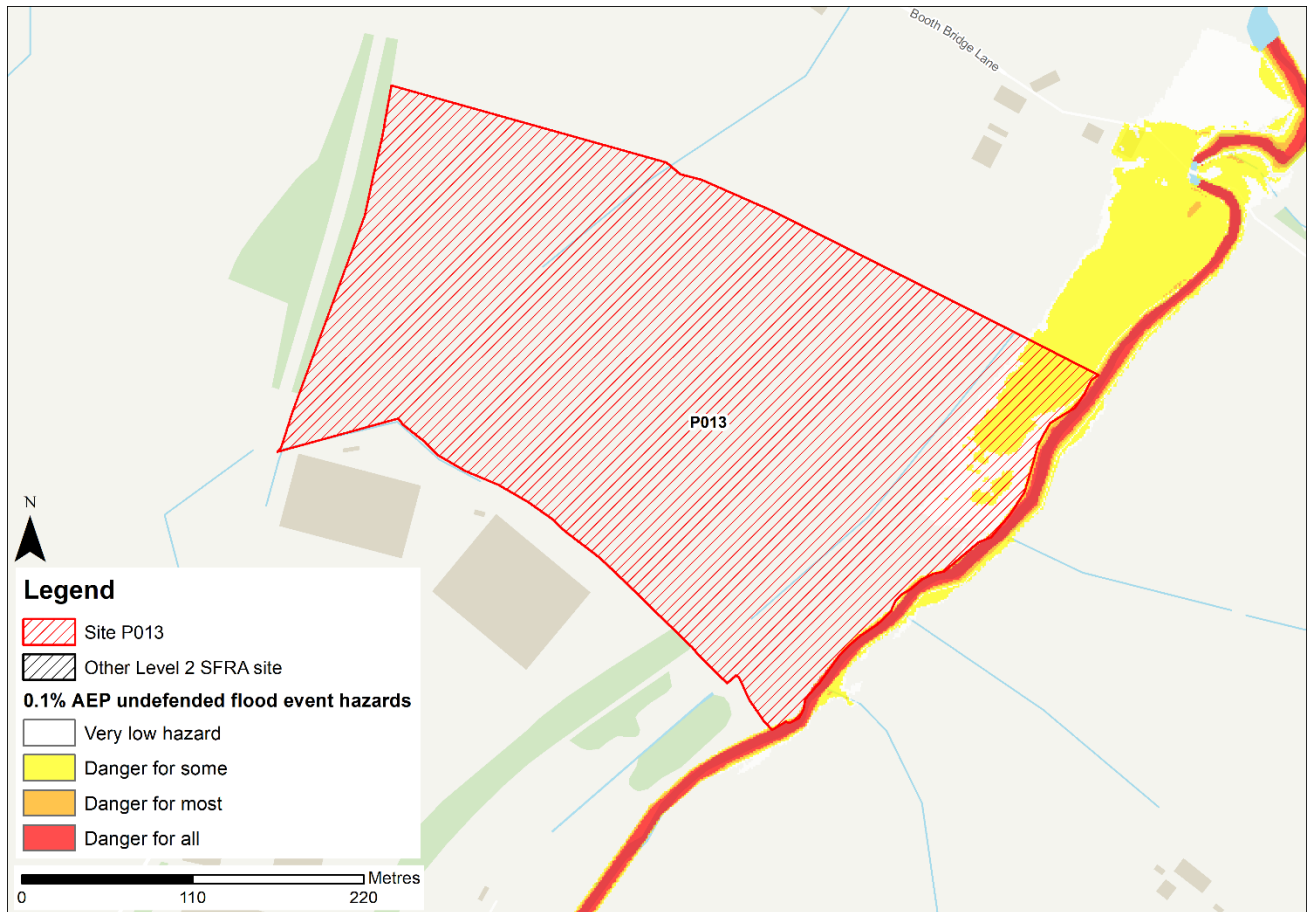 Booth Bridge Lane
P013
N
Legend
Site P013
Other Level 2 SFRA site
0.1% AEP undefended flood event hazards
Very low hazard
Danger for some
Danger for most
Danger for all
Metres
0 110 220